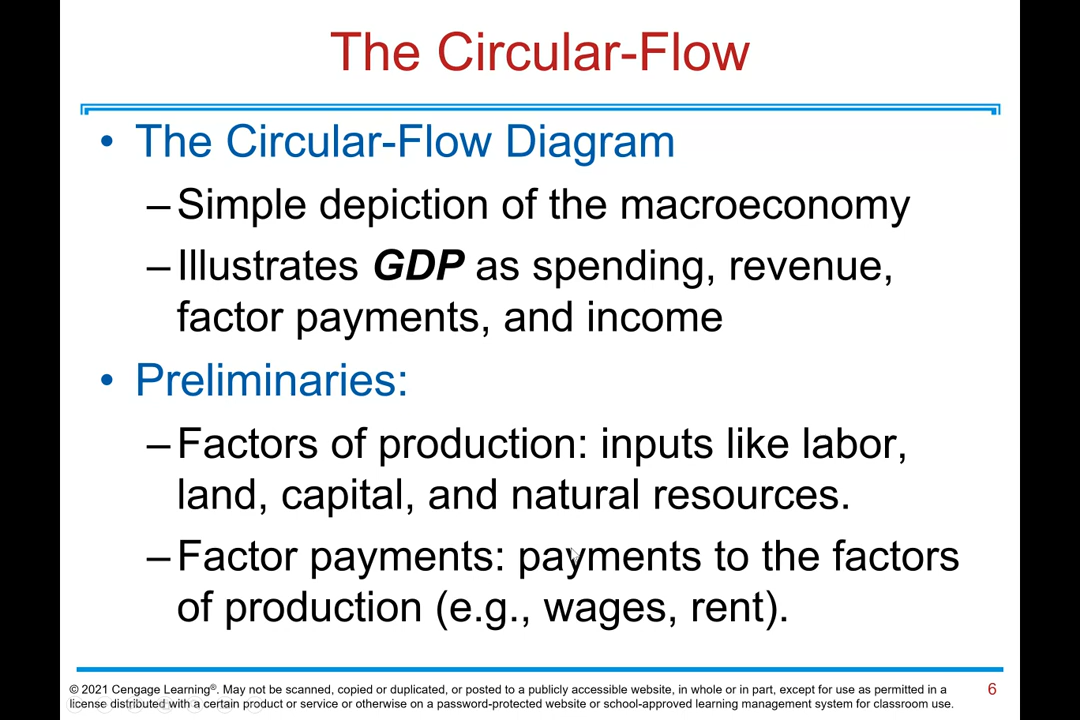 The Circular-Flow
• The Circular-Flow Diagram
–Simple depiction of the macroeconomy
–Illustrates GDP as spending, revenue,
factor payments, and income
• Preliminaries:
–Factors of production: inputs like labor,
land, capital, and natural resources.
–Factor payments: payments to the factors
of production (e.g., wages, rent).
© 2021 Cengage Learning®. May not be scanned, copied or duplicated, or posted to a publicly accessible website, in whole or in part, except for use as permitted in a
license distributed with a certain product or service or otherwise on a password-protected website or school-approved learning management system for classroom use.
6